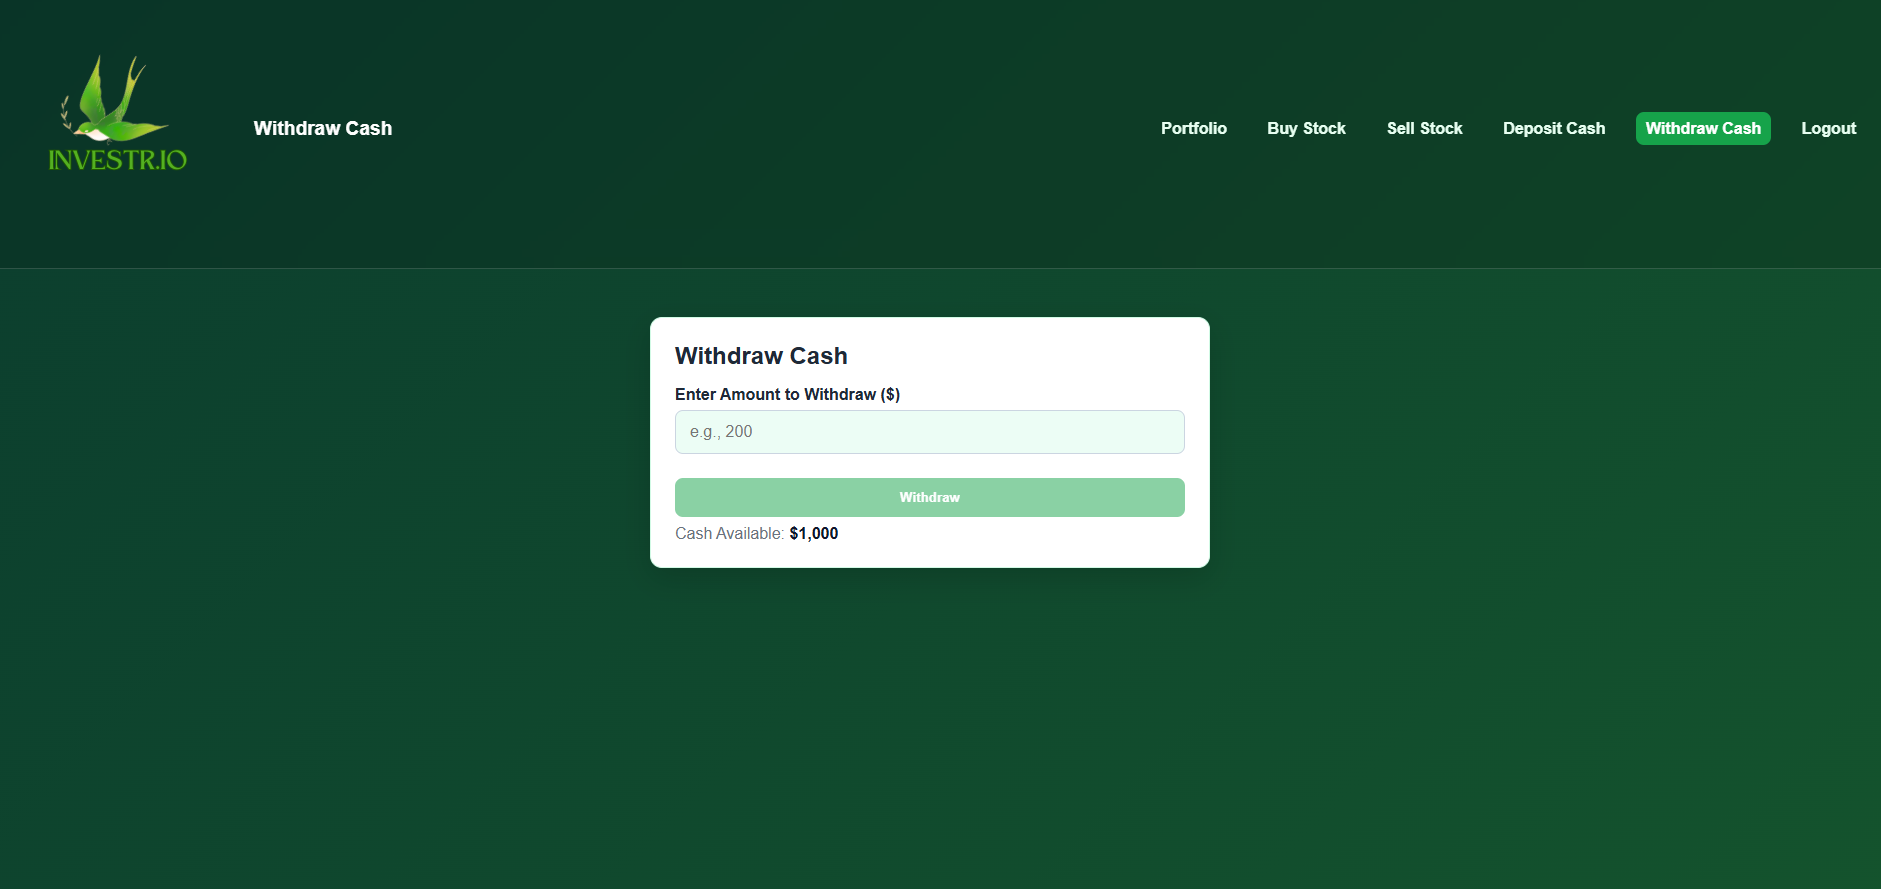 INVESTR.IO
Withdraw Cash
Portfolio
Buy Stock
Sell Stock
Deposit Cash
Withdraw Cash
Logout
Withdraw Cash
Enter Amount to Withdraw ($)
e.g., 200
Withdraw
Cash Available: $1,000